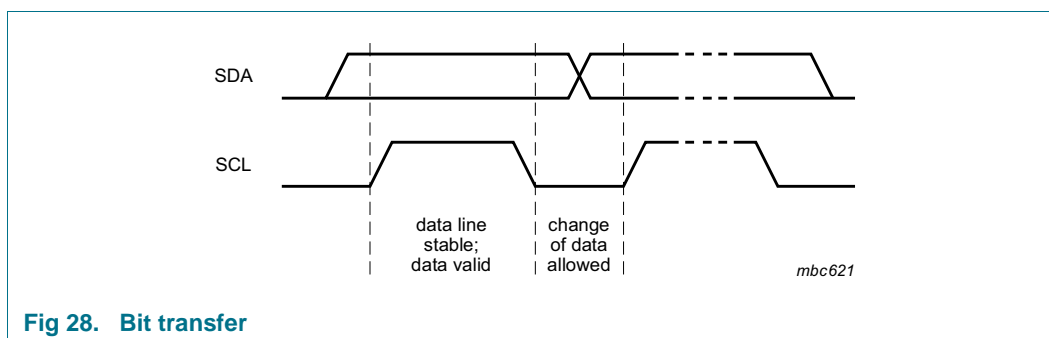 SDA
SCL
data line
stable;
data valid
change
of data
allowed
mbc621
Fig 28. Bit transfer